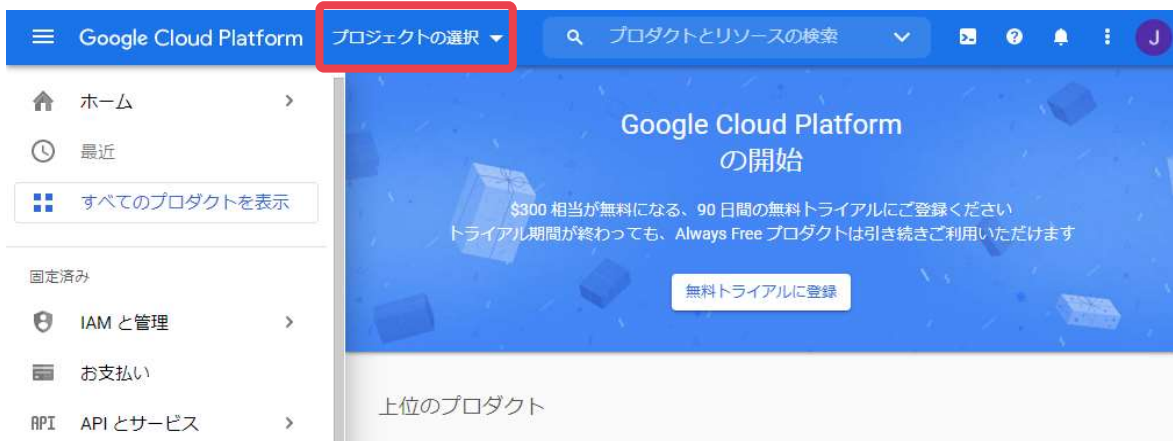 Google Cloud Platform プロジェクトの選択 プロダクトとリソースの検索 J
ホーム
最近
すべてのプロダクトを表示
固定済み
IAM と管理
お支払い
API API とサービス
Google Cloud Platform
の開始
$300 相当が無料になる、90 日間の無料トライアルにご登録ください
トライアル期間が終わっても、Always Free プロダクトは引き続きご利用いただけます
無料トライアルに登録
上位のプロダクト